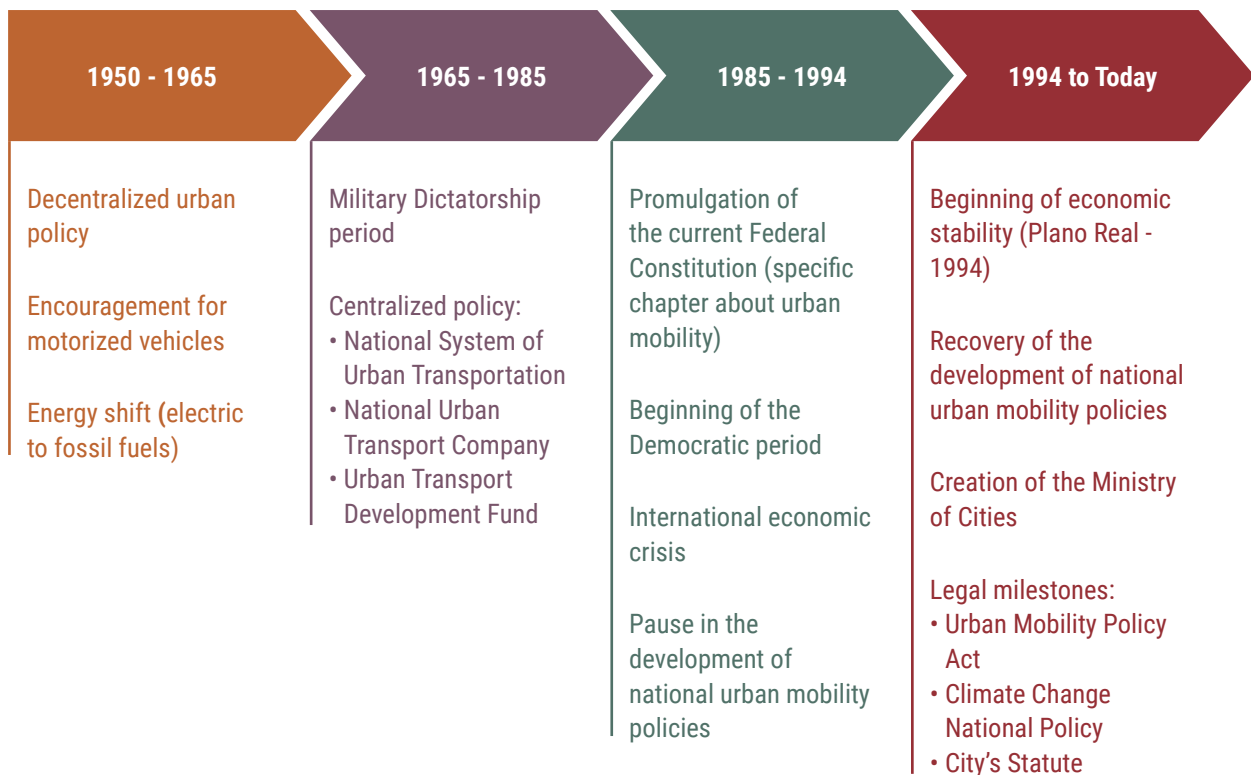 1950 - 1965
Decentralized urban
policy
Encouragement for
motorized vehicles
Energy shift (electric
to fossil fuels)
1965 - 1985
Military Dictatorship
period
Centralized policy:
• National System of
Urban Transportation
• National Urban
Transport Company
• Urban Transport
Development Fund
1985 - 1994
Promulgation of
the current Federal
Constitution (specific
chapter about urban
mobility)
Beginning of the
Democratic period
International economic
crisis
Pause in the
development of
national urban mobility
policies
1994 to Today
Beginning of economic
stability (Plano Real -
1994)
Recovery of the
development of national
urban mobility policies
Creation of the Ministry
of Cities
Legal milestones:
• Urban Mobility Policy
Act
• Climate Change
National Policy
• City's Statute